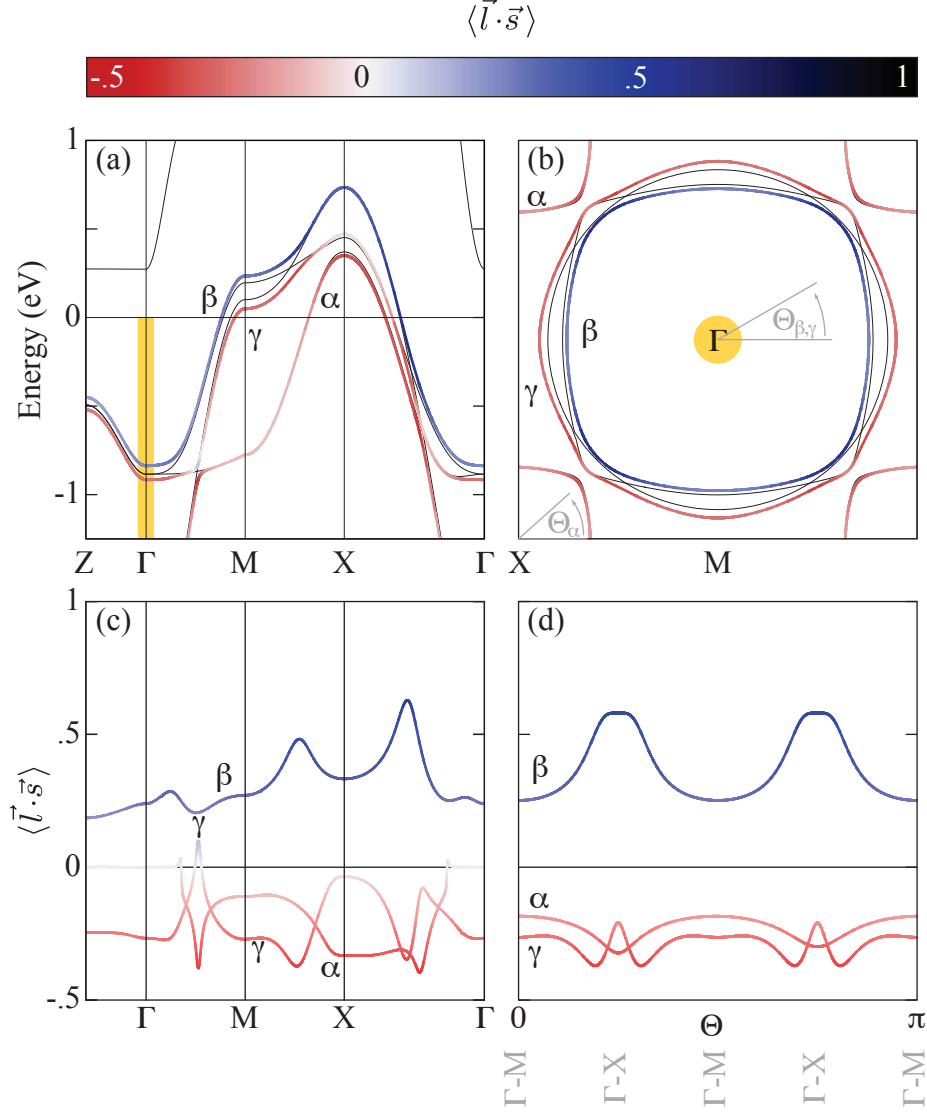 ⟨l⃗·s⃗⟩
-.5 0 .5 1
(a)
(b)
1
0
-1
Energy (eV)
β
γ
α
Z Γ M X Γ
α
β
γ
Γ
Θβ,γ
Θα
X M
(c)
(d)
1
.5
0
-.5
⟨l⃗·s⃗⟩
β
γ
γ
α
Γ M X Γ
β
α
γ
0 Θ π
Γ-M Γ-X Γ-M Γ-X Γ-M